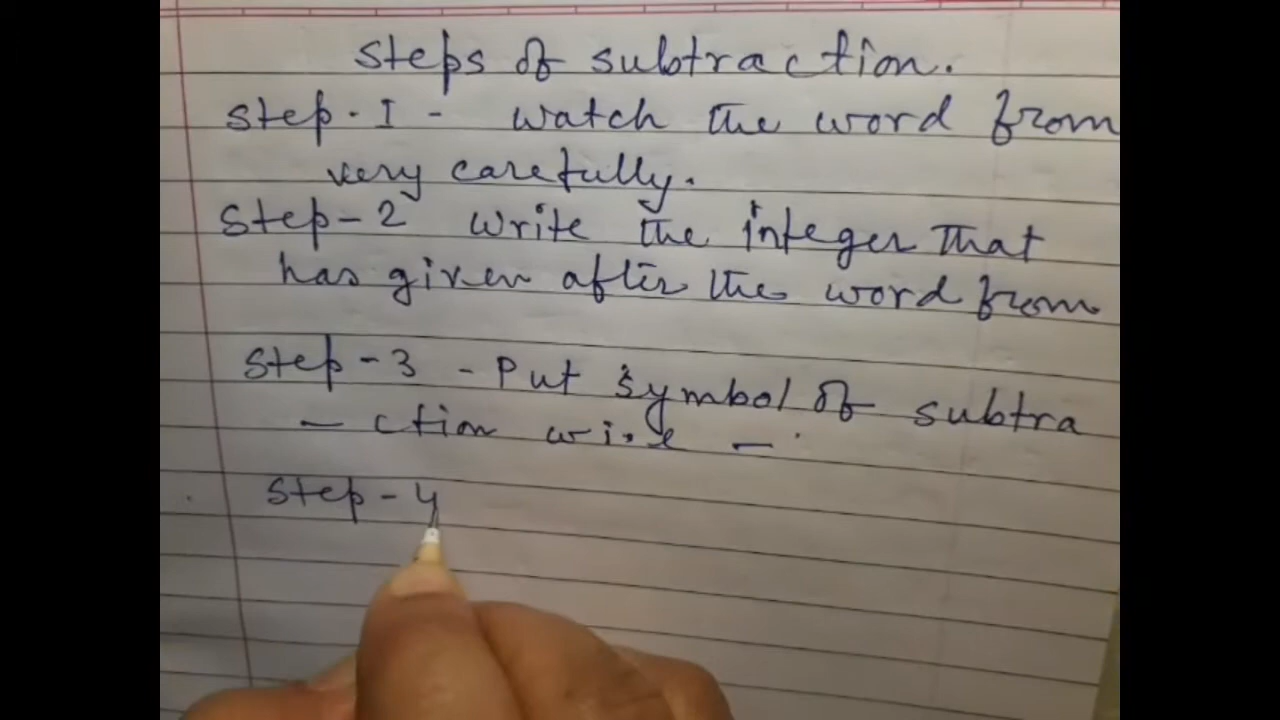 Steps of subtraction.
Step - I - watch the word from
very carefully.
Step - 2 write the integer that
has given after the word from
Step - 3 - Put symbol of subtra
- ction wise -
Step - 4